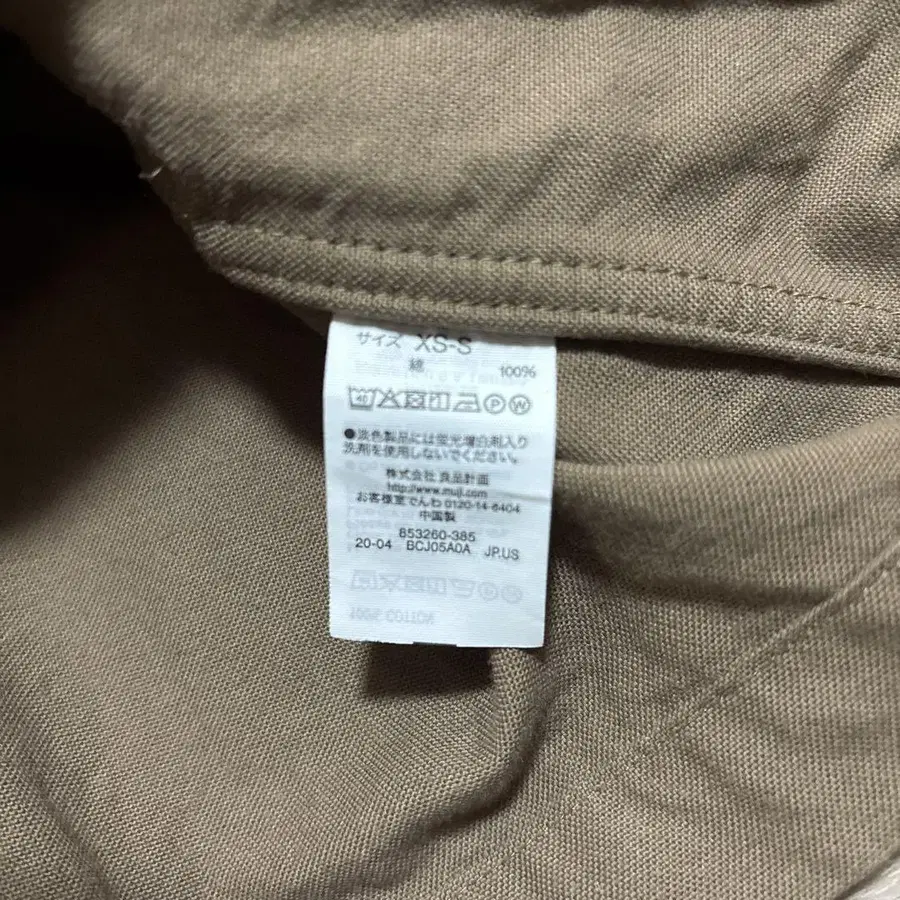 サイズ XS-S
綿 100%
40 P W
●淡色製品には蛍光増白剤入り
洗剤を使用しないでください。
株式会社 良品計画
http://www.muji.com
お客様室でんわ 0120-14-6404
中国製
853260-385
20-04 BCJ05A0A JP.US
100% COTTON